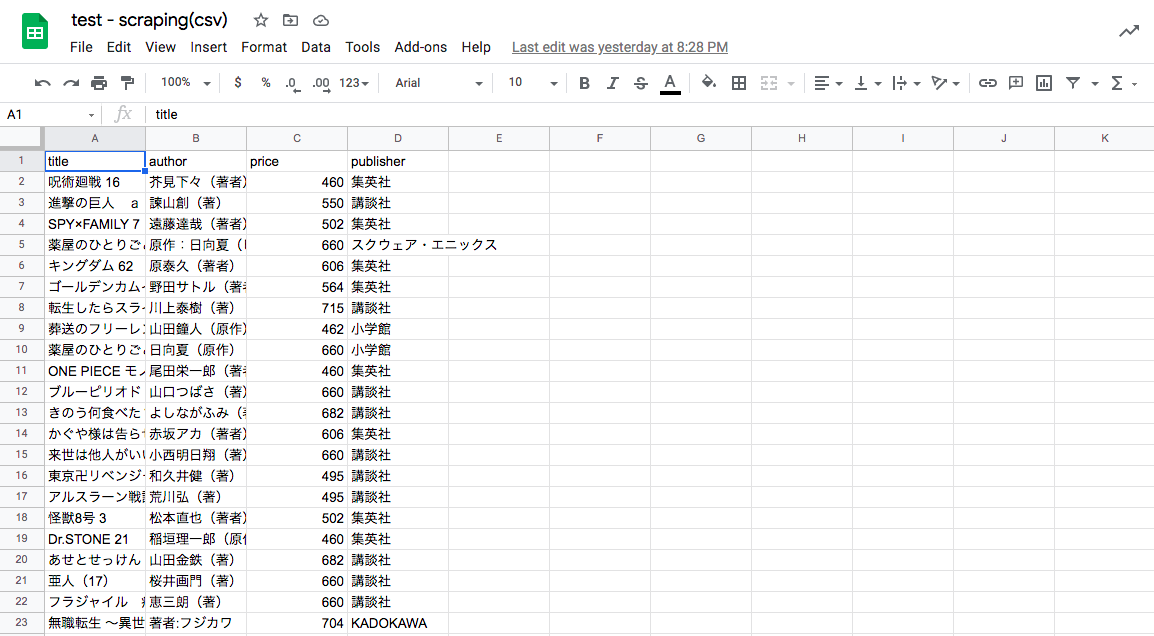 test - scraping(csv)
File Edit View Insert Format Data Tools Add-ons Help Last edit was yesterday at 8:28 PM
100% $ % .0 .00 123 Arial 10 B I S A
A1 fx title
A B C D E F G H I J K
1 title author price publisher
2 呪術廻戦 16 芥見下々（著者） 460 集英社
3 進撃の巨人 a 諫山創（著） 550 講談社
4 SPY×FAMILY 7 遠藤達哉（著者） 502 集英社
5 薬屋のひとりご 原作：日向夏（ 660 スクウェア・エニックス
6 キングダム 62 原泰久（著者） 606 集英社
7 ゴールデンカム 野田サトル（著 564 集英社
8 転生したらスラ 川上泰樹（著） 715 講談社
9 葬送のフリーレ 山田鐘人（原作） 462 小学館
10 薬屋のひとりご 日向夏（原作） 660 小学館
11 ONE PIECE モ 尾田栄一郎（著 460 集英社
12 ブルーピリオド 山口つばさ（著） 660 講談社
13 きのう何食べた よしながふみ（ 682 講談社
14 かぐや様は告ら 赤坂アカ（著者） 606 集英社
15 来世は他人がい 小西明日翔（著） 660 講談社
16 東京卍リベンジ 和久井健（著） 495 講談社
17 アルスラーン戦 荒川弘（著） 495 講談社
18 怪獣8号 3 松本直也（著者） 502 集英社
19 Dr.STONE 21 稲垣理一郎（原 460 集英社
20 あせとせっけん 山田金鉄（著） 682 講談社
21 亜人（17） 桜井画門（著） 660 講談社
22 フラジャイル 恵三朗（著） 660 講談社
23 無職転生 ～異世 著者:フジカワ 704 KADOKAWA